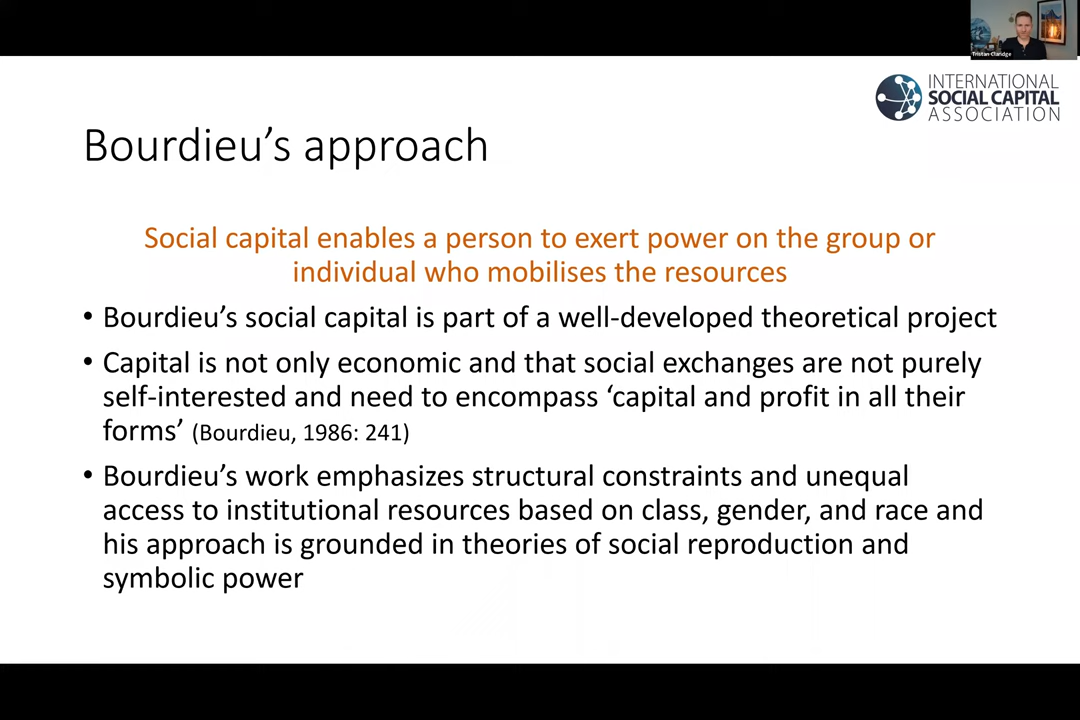 Tristan Claridge
INTERNATIONAL
SOCIAL CAPITAL
ASSOCIATION
Bourdieu’s approach
Social capital enables a person to exert power on the group or
individual who mobilises the resources
• Bourdieu’s social capital is part of a well-developed theoretical project
• Capital is not only economic and that social exchanges are not purely
self-interested and need to encompass ‘capital and profit in all their
forms’ (Bourdieu, 1986: 241)
• Bourdieu’s work emphasizes structural constraints and unequal
access to institutional resources based on class, gender, and race and
his approach is grounded in theories of social reproduction and
symbolic power